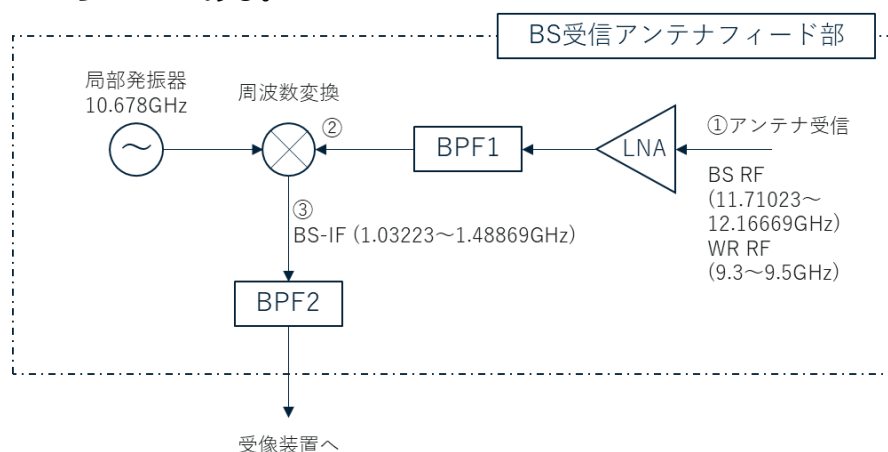 BS受信アンテナフィード部
局部発振器
10.678GHz
周波数変換
②
BPF1
LNA
①アンテナ受信
BS RF
(11.71023～
12.16669GHz)
WR RF
(9.3～9.5GHz)
③
BS-IF (1.03223～1.48869GHz)
BPF2
受像装置へ